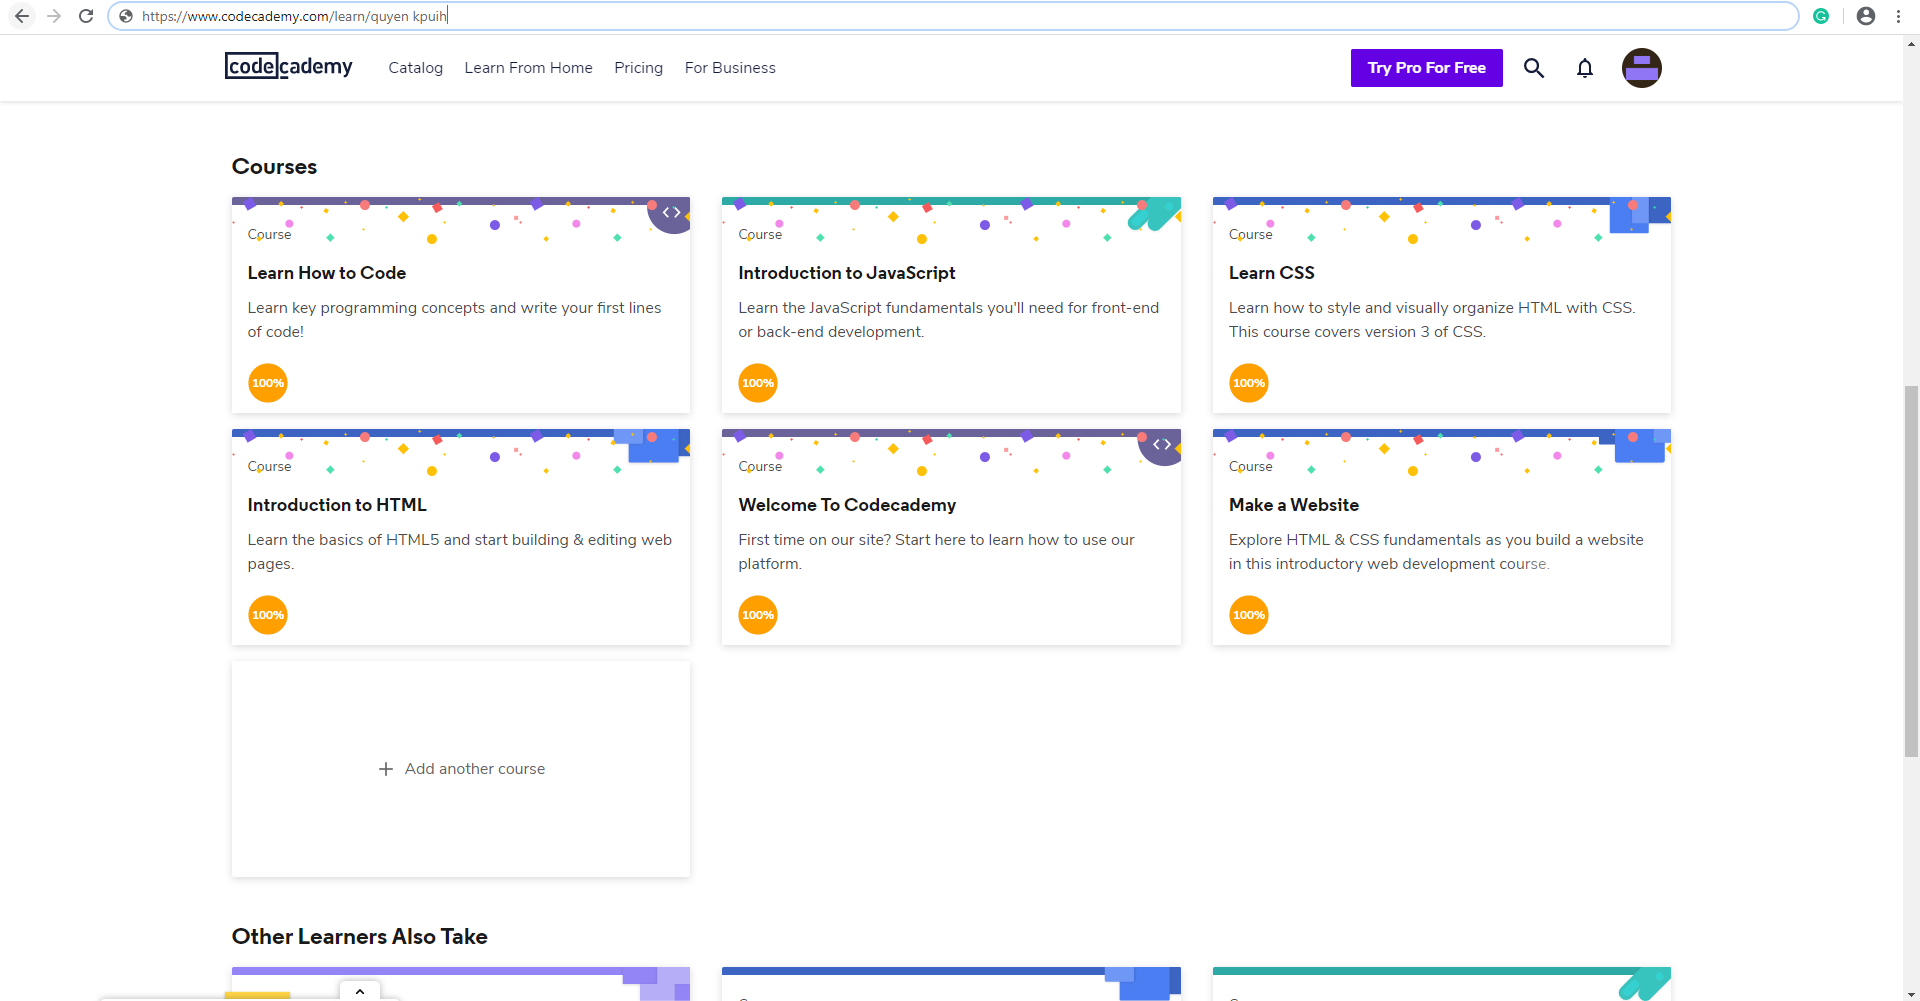 https://www.codecademy.com/learn/quyen kpuih
codecademy
Catalog
Learn From Home
Pricing
For Business
Try Pro For Free
Courses
Course
Learn How to Code
Learn key programming concepts and write your first lines
of code!
100%
Course
Introduction to JavaScript
Learn the JavaScript fundamentals you'll need for front-end
or back-end development.
100%
Course
Learn CSS
Learn how to style and visually organize HTML with CSS.
This course covers version 3 of CSS.
100%
Course
Introduction to HTML
Learn the basics of HTML5 and start building & editing web
pages.
100%
Course
Welcome To Codecademy
First time on our site? Start here to learn how to use our
platform.
100%
Course
Make a Website
Explore HTML & CSS fundamentals as you build a website
in this introductory web development course.
100%
+ Add another course
Other Learners Also Take